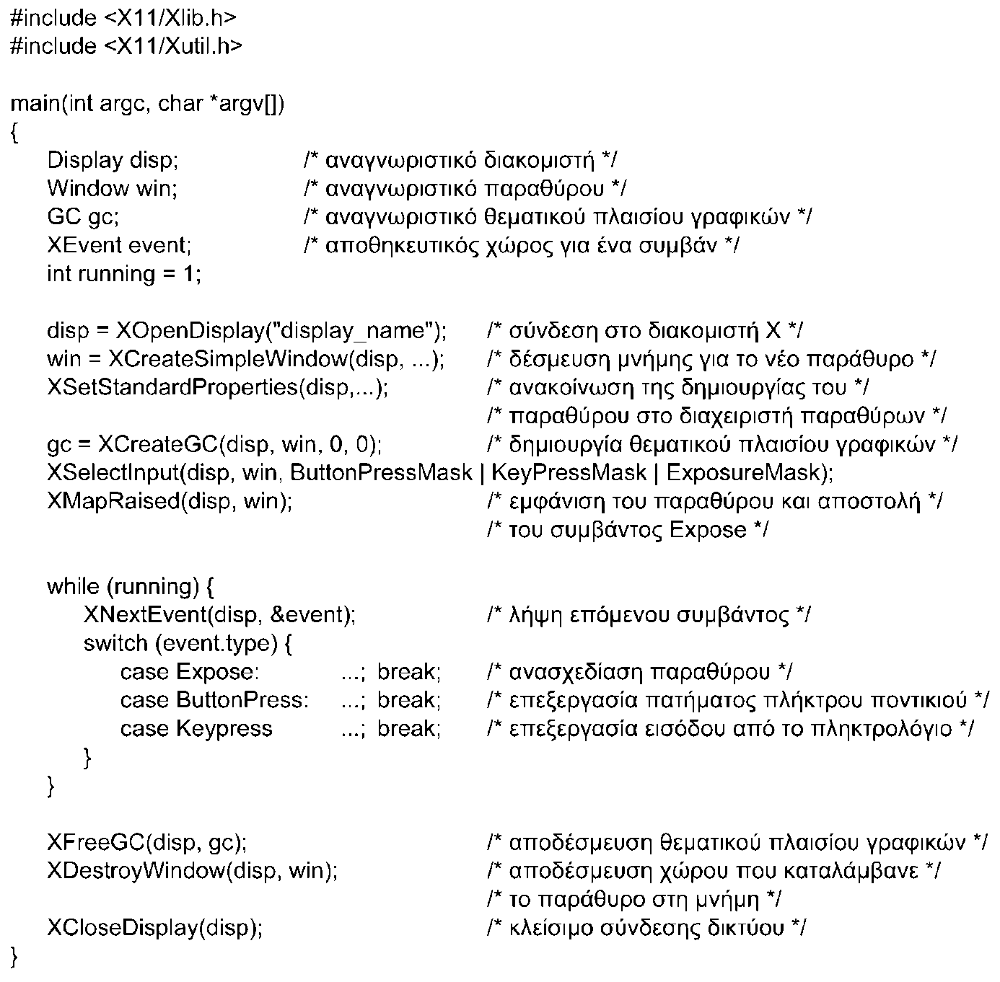 #include <X11/Xlib.h>
#include <X11/Xutil.h>
main(int argc, char *argv[])
{
Display disp; /* αναγνωριστικό διακομιστή */
Window win; /* αναγνωριστικό παραθύρου */
GC gc; /* αναγνωριστικό θεματικού πλαισίου γραφικών */
XEvent event; /* αποθηκευτικός χώρος για ένα συμβάν */
int running = 1;
disp = XOpenDisplay("display_name"); /* σύνδεση στο διακομιστή X */
win = XCreateSimpleWindow(disp, ...); /* δέσμευση μνήμης για το νέο παράθυρο */
XSetStandardProperties(disp,...); /* ανακοίνωση της δημιουργίας του */
/* παραθύρου στο διαχειριστή παραθύρων */
gc = XCreateGC(disp, win, 0, 0); /* δημιουργία θεματικού πλαισίου γραφικών */
XSelectInput(disp, win, ButtonPressMask | KeyPressMask | ExposureMask);
XMapRaised(disp, win); /* εμφάνιση του παραθύρου και αποστολή */
/* του συμβάντος Expose */
while (running) {
XNextEvent(disp, &event); /* λήψη επόμενου συμβάντος */
switch (event.type) {
case Expose: ...; break; /* ανασχεδίαση παραθύρου */
case ButtonPress: ...; break; /* επεξεργασία πατήματος πλήκτρου ποντικιού */
case Keypress ...; break; /* επεξεργασία εισόδου από το πληκτρολόγιο */
}
}
XFreeGC(disp, gc); /* αποδέσμευση θεματικού πλαισίου γραφικών */
XDestroyWindow(disp, win); /* αποδέσμευση χώρου που καταλάμβανε */
/* το παράθυρο στη μνήμη */
XCloseDisplay(disp); /* κλείσιμο σύνδεσης δικτύου */
}